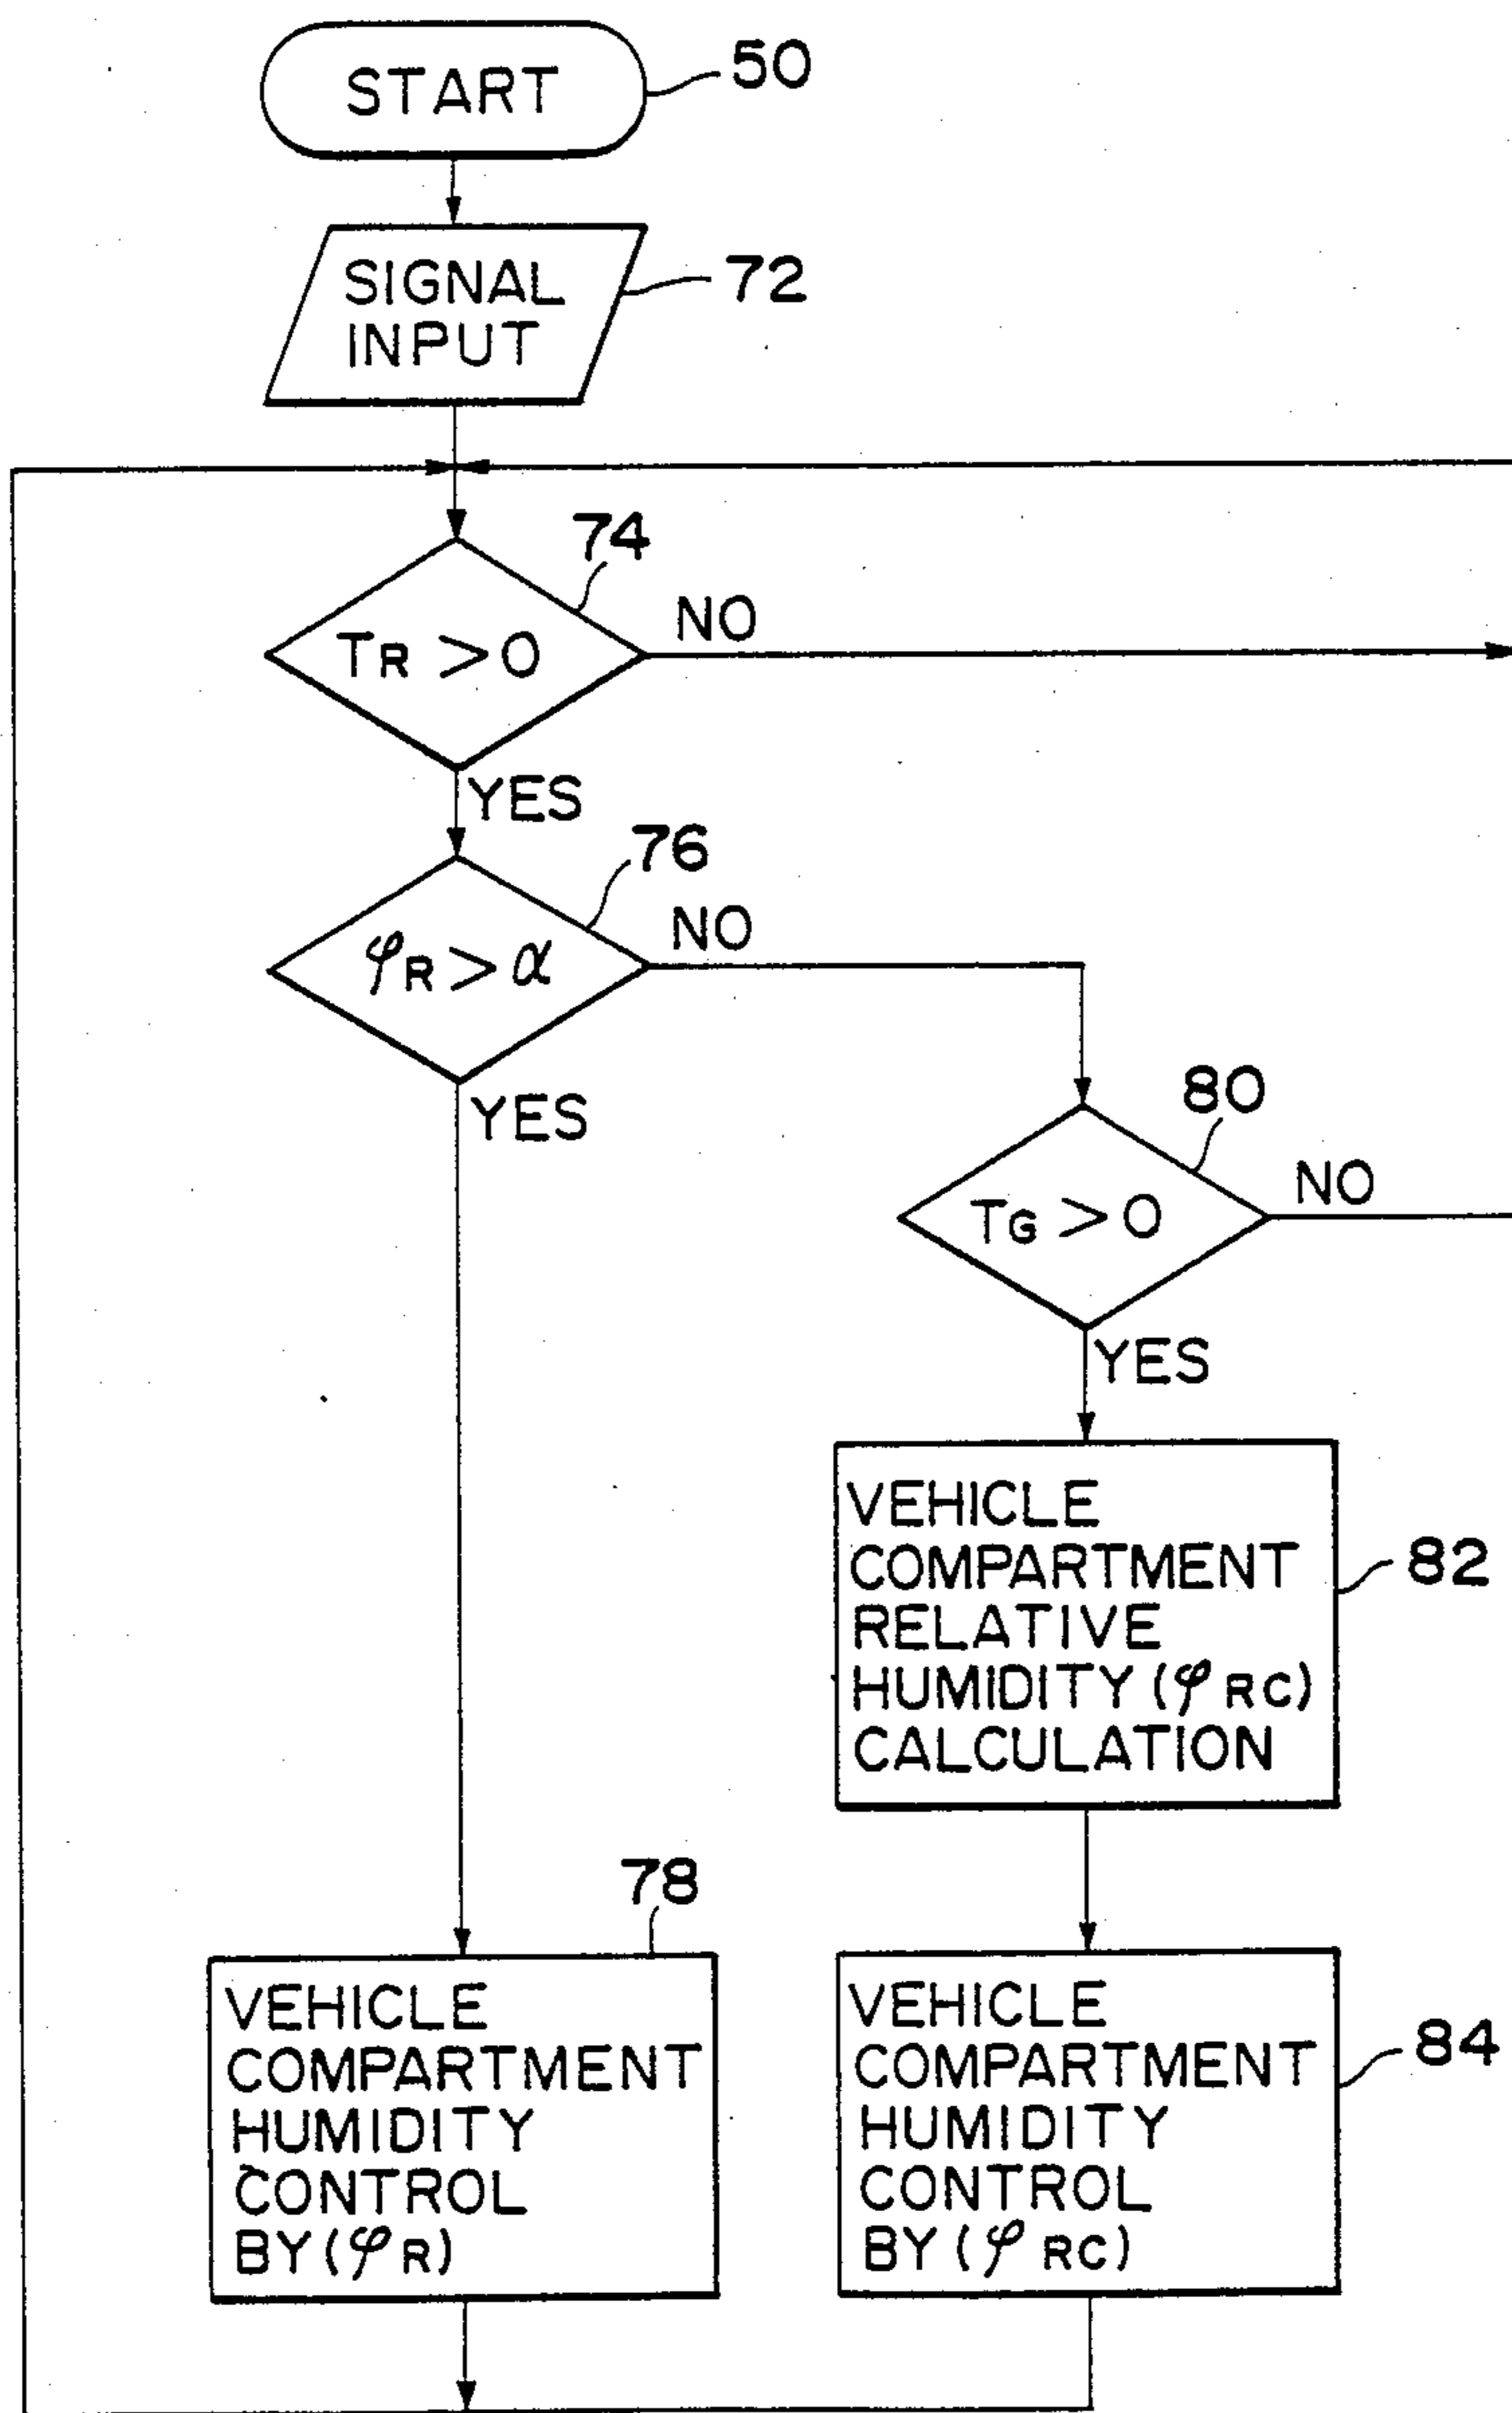 START
50
SIGNAL
INPUT
72
74
TR > 0
NO
YES
76
φR > α
NO
YES
80
TG > 0
NO
YES
VEHICLE
COMPARTMENT
RELATIVE
HUMIDITY (φRC)
CALCULATION
82
78
VEHICLE
COMPARTMENT
HUMIDITY
CONTROL
BY (φR)
VEHICLE
COMPARTMENT
HUMIDITY
CONTROL
BY (φRC)
84